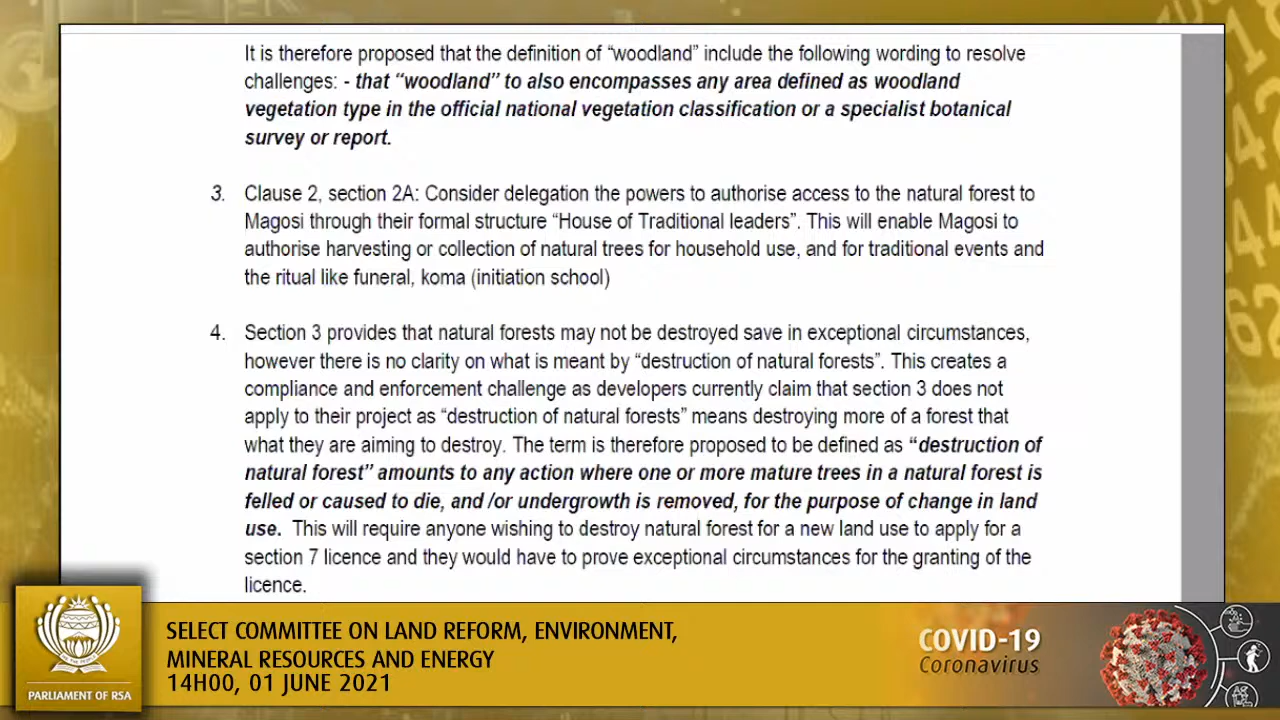 It is therefore proposed that the definition of “woodland” include the following wording to resolve
challenges: - that “woodland” to also encompasses any area defined as woodland
vegetation type in the official national vegetation classification or a specialist botanical
survey or report.
3. Clause 2, section 2A: Consider delegation the powers to authorise access to the natural forest to
Magosi through their formal structure “House of Traditional leaders”. This will enable Magosi to
authorise harvesting or collection of natural trees for household use, and for traditional events and
the ritual like funeral, koma (initiation school)
4. Section 3 provides that natural forests may not be destroyed save in exceptional circumstances,
however there is no clarity on what is meant by “destruction of natural forests”. This creates a
compliance and enforcement challenge as developers currently claim that section 3 does not
apply to their project as “destruction of natural forests” means destroying more of a forest that
what they are aiming to destroy. The term is therefore proposed to be defined as “destruction of
natural forest” amounts to any action where one or more mature trees in a natural forest is
felled or caused to die, and /or undergrowth is removed, for the purpose of change in land
use. This will require anyone wishing to destroy natural forest for a new land use to apply for a
section 7 licence and they would have to prove exceptional circumstances for the granting of the
licence.
SELECT COMMITTEE ON LAND REFORM, ENVIRONMENT,
MINERAL RESOURCES AND ENERGY
14H00, 01 JUNE 2021
PARLIAMENT OF RSA
COVID-19
Coronavirus